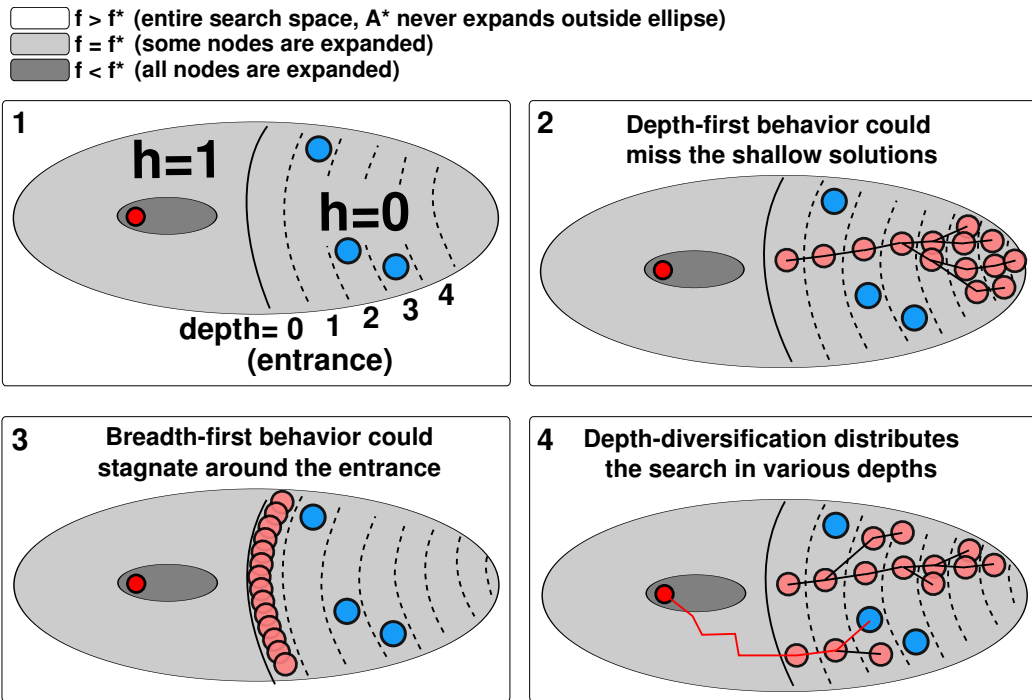 f > f* (entire search space, A* never expands outside ellipse)
f = f* (some nodes are expanded)
f < f* (all nodes are expanded)
1
h=1
h=0
depth= 0 1 2 3 4
(entrance)
2
Depth-first behavior could
miss the shallow solutions
3
Breadth-first behavior could
stagnate around the entrance
4
Depth-diversification distributes
the search in various depths